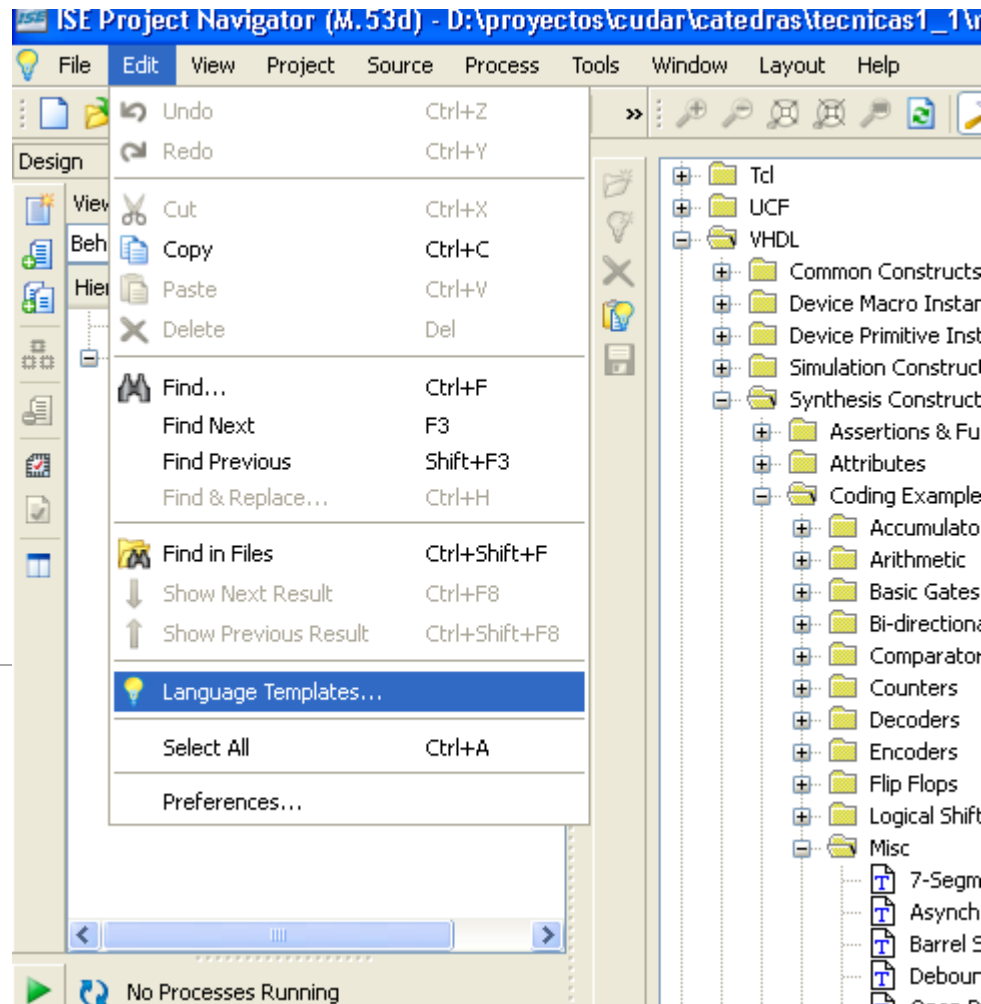 ISE Project Navigator (M.53d) - D:\proyectos\cudar\catedras\tecnicas1_1\
File Edit View Project Source Process Tools Window Layout Help
Undo Ctrl+Z
Redo Ctrl+Y
Cut Ctrl+X
Copy Ctrl+C
Paste Ctrl+V
Delete Del
Find... Ctrl+F
Find Next F3
Find Previous Shift+F3
Find & Replace... Ctrl+H
Find in Files Ctrl+Shift+F
Show Next Result Ctrl+F8
Show Previous Result Ctrl+Shift+F8
Language Templates...
Select All Ctrl+A
Preferences...
»
Design
View
Beh
Hier
Tcl
UCF
VHDL
Common Constructs
Device Macro Instan
Device Primitive Inst
Simulation Construct
Synthesis Construct
Assertions & Fu
Attributes
Coding Example
Accumulato
Arithmetic
Basic Gates
Bi-directiona
Comparator
Counters
Decoders
Encoders
Flip Flops
Logical Shift
Misc
7-Segm
Asynch
Barrel S
Deboun
No Processes Running